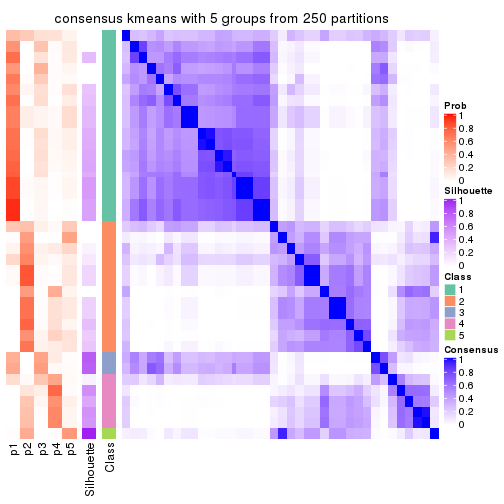 consensus kmeans with 5 groups from 250 partitions
Prob
1
0.8
0.6
0.4
0.2
0
Silhouette
1
0.8
0.6
0.4
0.2
0
Class
1
2
3
4
5
Consensus
1
0.8
0.6
0.4
0.2
0
p1
p2
p3
p4
p5
Silhouette
Class